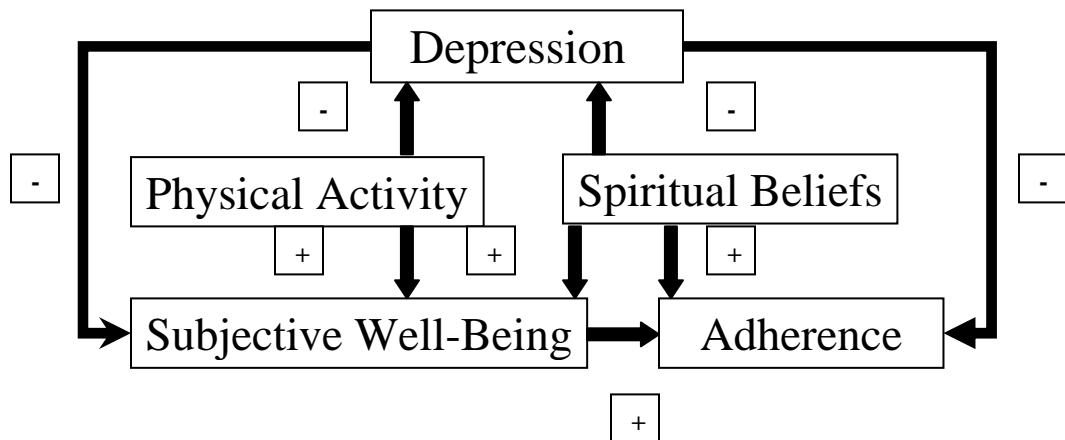 Depression
-
-
-
-
Physical Activity
Spiritual Beliefs
+
+
+
Subjective Well-Being
Adherence
+